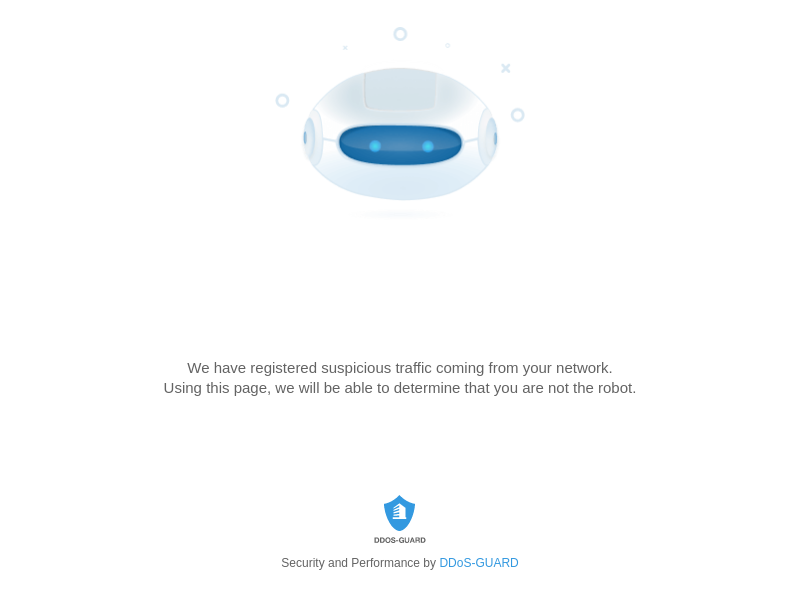 We have registered suspicious traffic coming from your network.
Using this page, we will be able to determine that you are not the robot.
DDOS-GUARD
Security and Performance by DDoS-GUARD